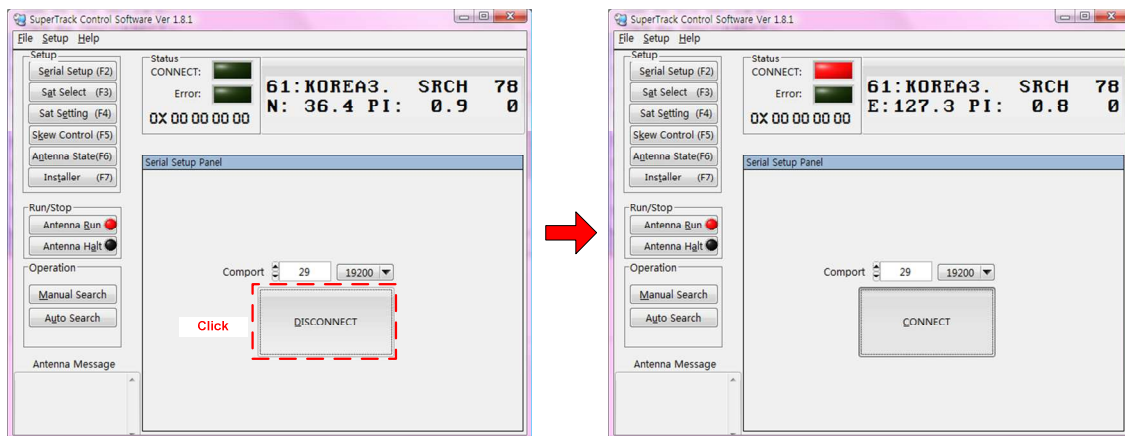 SuperTrack Control Software Ver 1.8.1
File Setup Help
Setup
Serial Setup (F2)
Sat Select (F3)
Sat Setting (F4)
Skew Control (F5)
Antenna State(F6)
Installer (F7)
Status
CONNECT:
Error:
0X 00 00 00 00
61:KOREA3. SRCH 78
N: 36.4 PI: 0.9 0
Serial Setup Panel
Run/Stop
Antenna Run
Antenna Halt
Operation
Manual Search
Auto Search
Antenna Message
Comport 29 19200
Click
DISCONNECT
SuperTrack Control Software Ver 1.8.1
File Setup Help
Setup
Serial Setup (F2)
Sat Select (F3)
Sat Setting (F4)
Skew Control (F5)
Antenna State(F6)
Installer (F7)
Status
CONNECT:
Error:
0X 00 00 00 00
61:KOREA3. SRCH 78
E:127.3 PI: 0.8 0
Serial Setup Panel
Run/Stop
Antenna Run
Antenna Halt
Operation
Manual Search
Auto Search
Antenna Message
Comport 29 19200
CONNECT